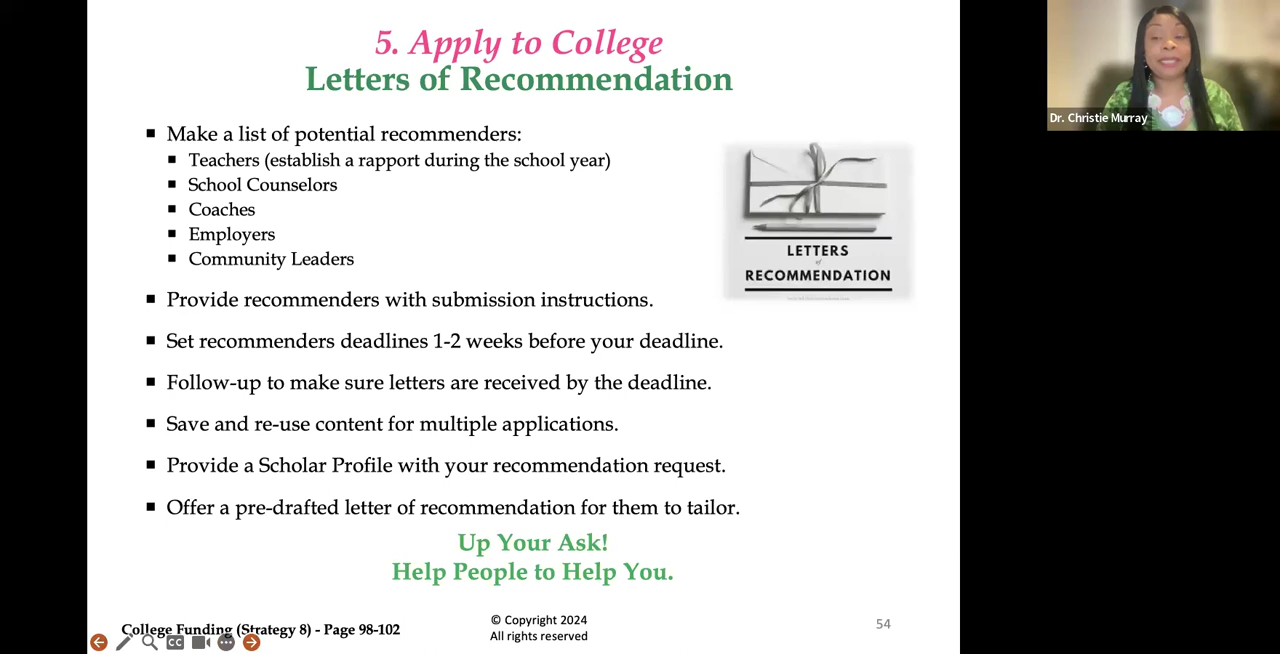 5. Apply to College
Letters of Recommendation
Dr. Christie Murray
▪ Make a list of potential recommenders:
▪ Teachers (establish a rapport during the school year)
▪ School Counselors
▪ Coaches
▪ Employers
▪ Community Leaders
LETTERS
of
RECOMMENDATION
▪ Provide recommenders with submission instructions.
▪ Set recommenders deadlines 1-2 weeks before your deadline.
▪ Follow-up to make sure letters are received by the deadline.
▪ Save and re-use content for multiple applications.
▪ Provide a Scholar Profile with your recommendation request.
▪ Offer a pre-drafted letter of recommendation for them to tailor.
Up Your Ask!
Help People to Help You.
College Funding (Strategy 8) - Page 98-102
© Copyright 2024
All rights reserved
54
CC